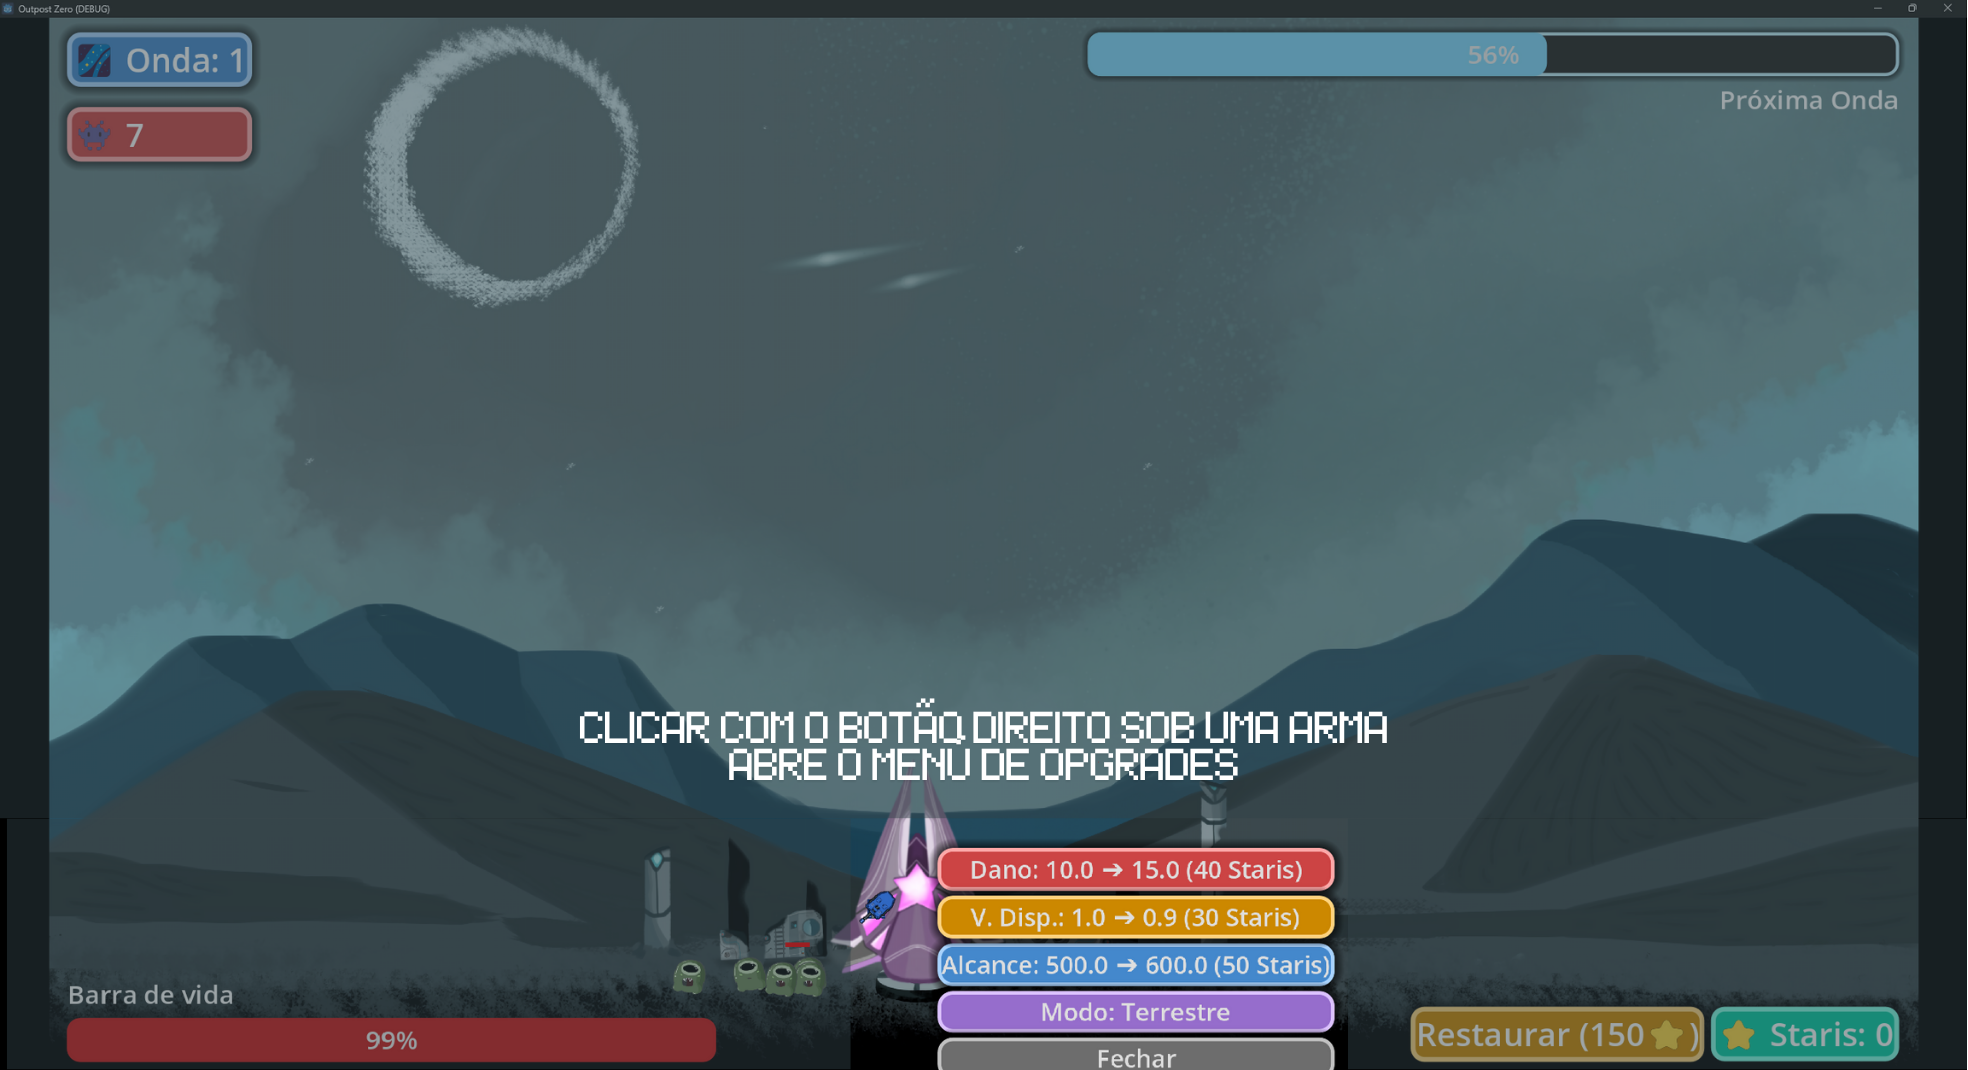 Outpost Zero (DEBUG)
Onda: 1
56%
Próxima Onda
7
CLICAR COM O BOTÃO DIREITO SOB UMA ARMA
ABRE O MENU DE OPGRADES
Dano: 10.0 → 15.0 (40 Staris)
V. Disp.: 1.0 → 0.9 (30 Staris)
Alcance: 500.0 → 600.0 (50 Staris)
Modo: Terrestre
Fechar
Barra de vida
99%
Restaurar (150 ⭐)
Staris: 0